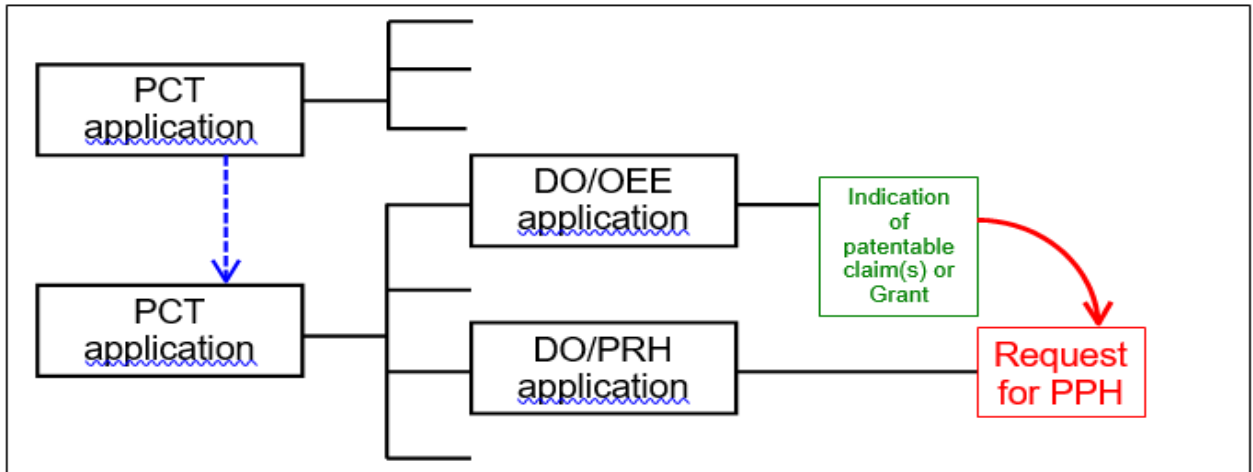 PCT
application
DO/OEE
application
Indication
of
patentable
claim(s) or
Grant
PCT
application
DO/PRH
application
Request
for PPH